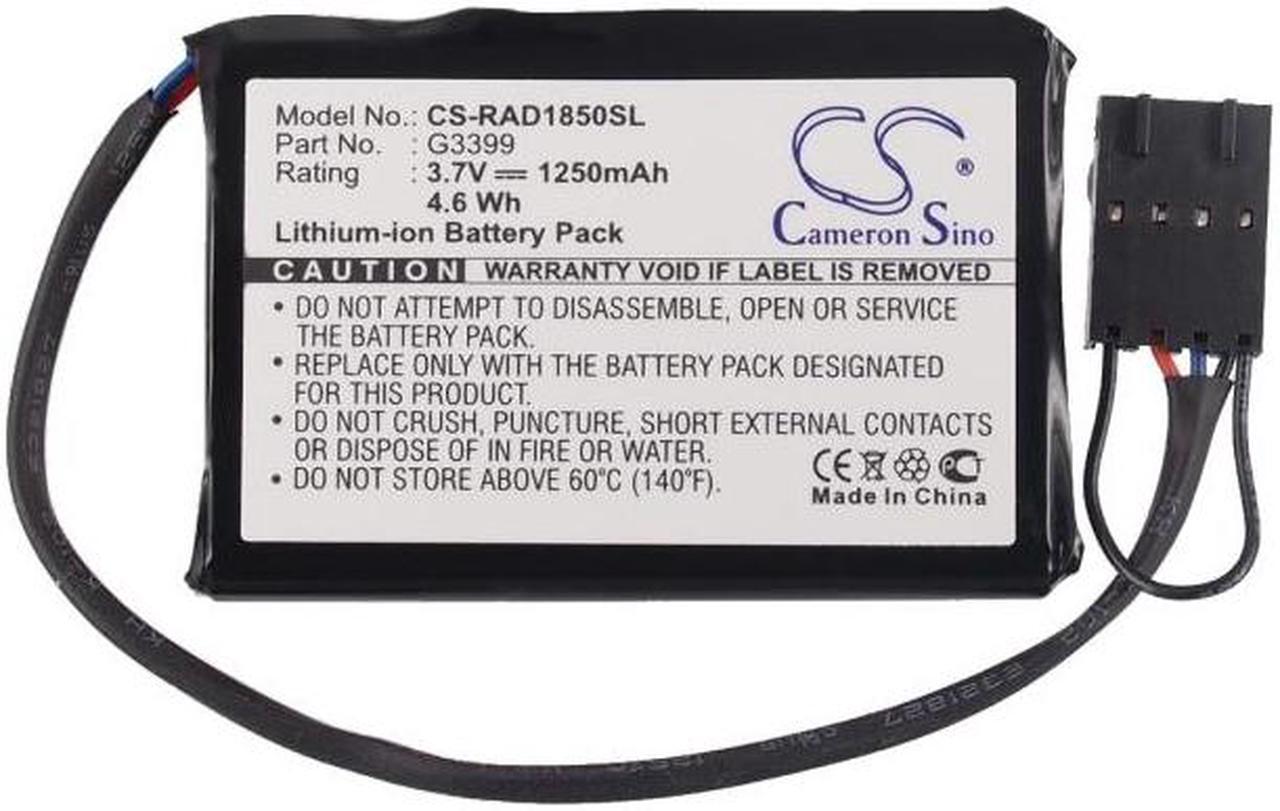 Model No.: CS-RAD1850SL
Part No. : G3399
Rating : 3.7V 1250mAh
4.6 Wh
Lithium-ion Battery Pack
CS ®
Cameron Sino
CAUTION WARRANTY VOID IF LABEL IS REMOVED
• DO NOT ATTEMPT TO DISASSEMBLE, OPEN OR SERVICE
THE BATTERY PACK.
• REPLACE ONLY WITH THE BATTERY PACK DESIGNATED
FOR THIS PRODUCT.
• DO NOT CRUSH, PUNCTURE, SHORT EXTERNAL CONTACTS
OR DISPOSE OF IN FIRE OR WATER.
• DO NOT STORE ABOVE 60°C (140°F).
CE
Made In China
E321827